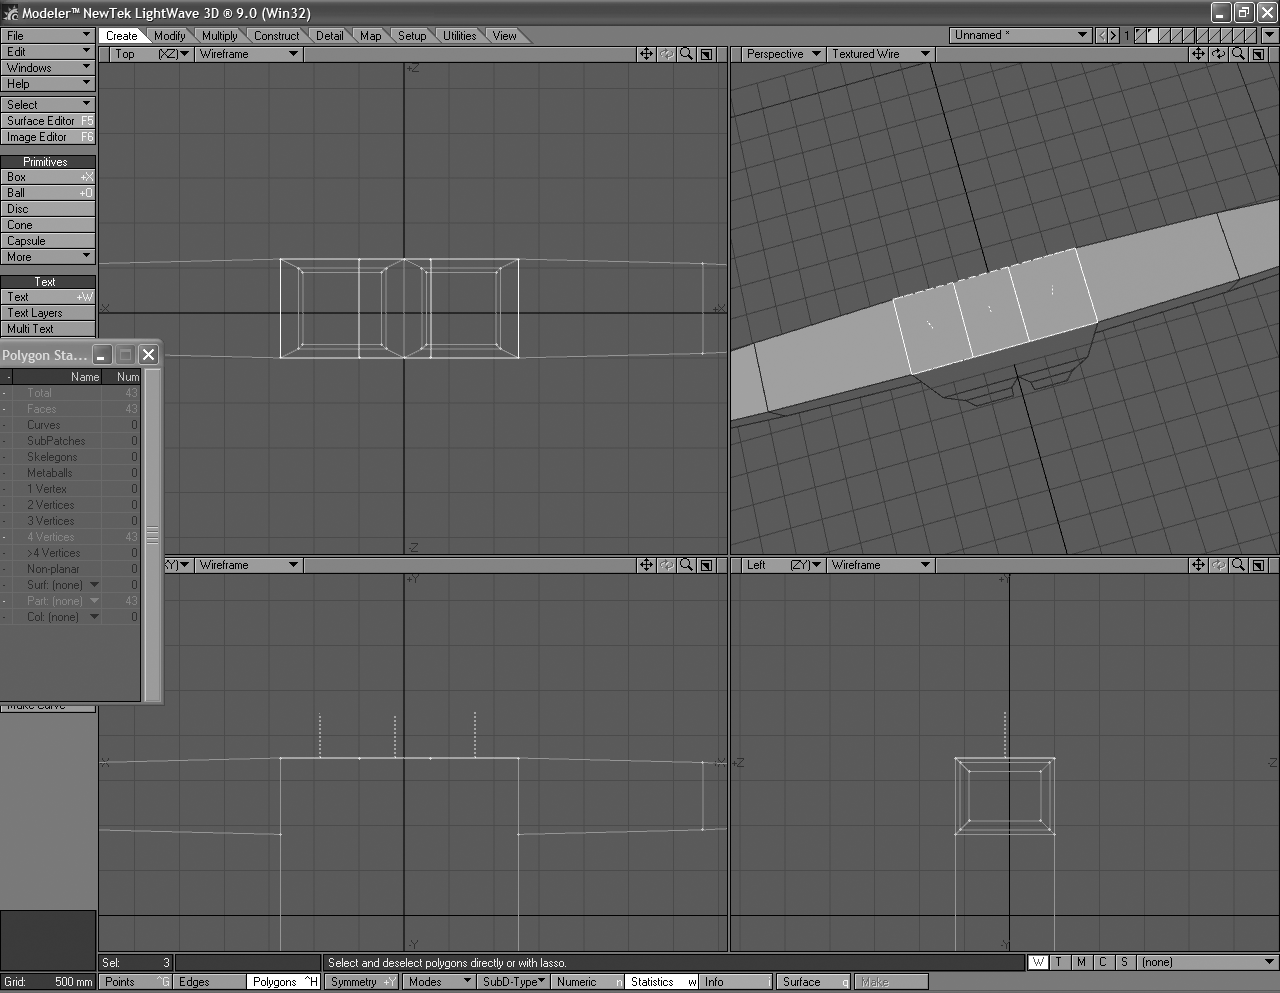 Modeler™ NewTek LightWave 3D ® 9.0 (Win32)
File
Edit
Windows
Help
Select
Surface Editor F5
Image Editor F6
Primitives
Box +X
Ball +O
Disc
Cone
Capsule
More
Text
Text +W
Text Layers
Multi Text
Create Modify Multiply Construct Detail Map Setup Utilities View
Unnamed * 1
Top (XZ) Wireframe
Perspective Textured Wire
+Z
-X +X
-Z
Polygon Sta...
- Name Num
- Total 43
- Faces 43
- Curves 0
- SubPatches 0
- Skelegons 0
- Metaballs 0
- 1 Vertex 0
- 2 Vertices 0
- 3 Vertices 0
- 4 Vertices 43
- >4 Vertices 0
- Non-planar 0
- Surf: (none) 0
- Part: (none) 43
- Col: (none) 0
XY) Wireframe
Left (ZY) Wireframe
+Y
-X +X
-Y
+Y
+Z -Z
-Y
Make Curve
Sel: 3
Select and deselect polygons directly or with lasso.
W T M C S (none)
Grid: 500 mm
Points ^G Edges Polygons ^H Symmetry +Y Modes SubD-Type Numeric n Statistics w Info i Surface q Make